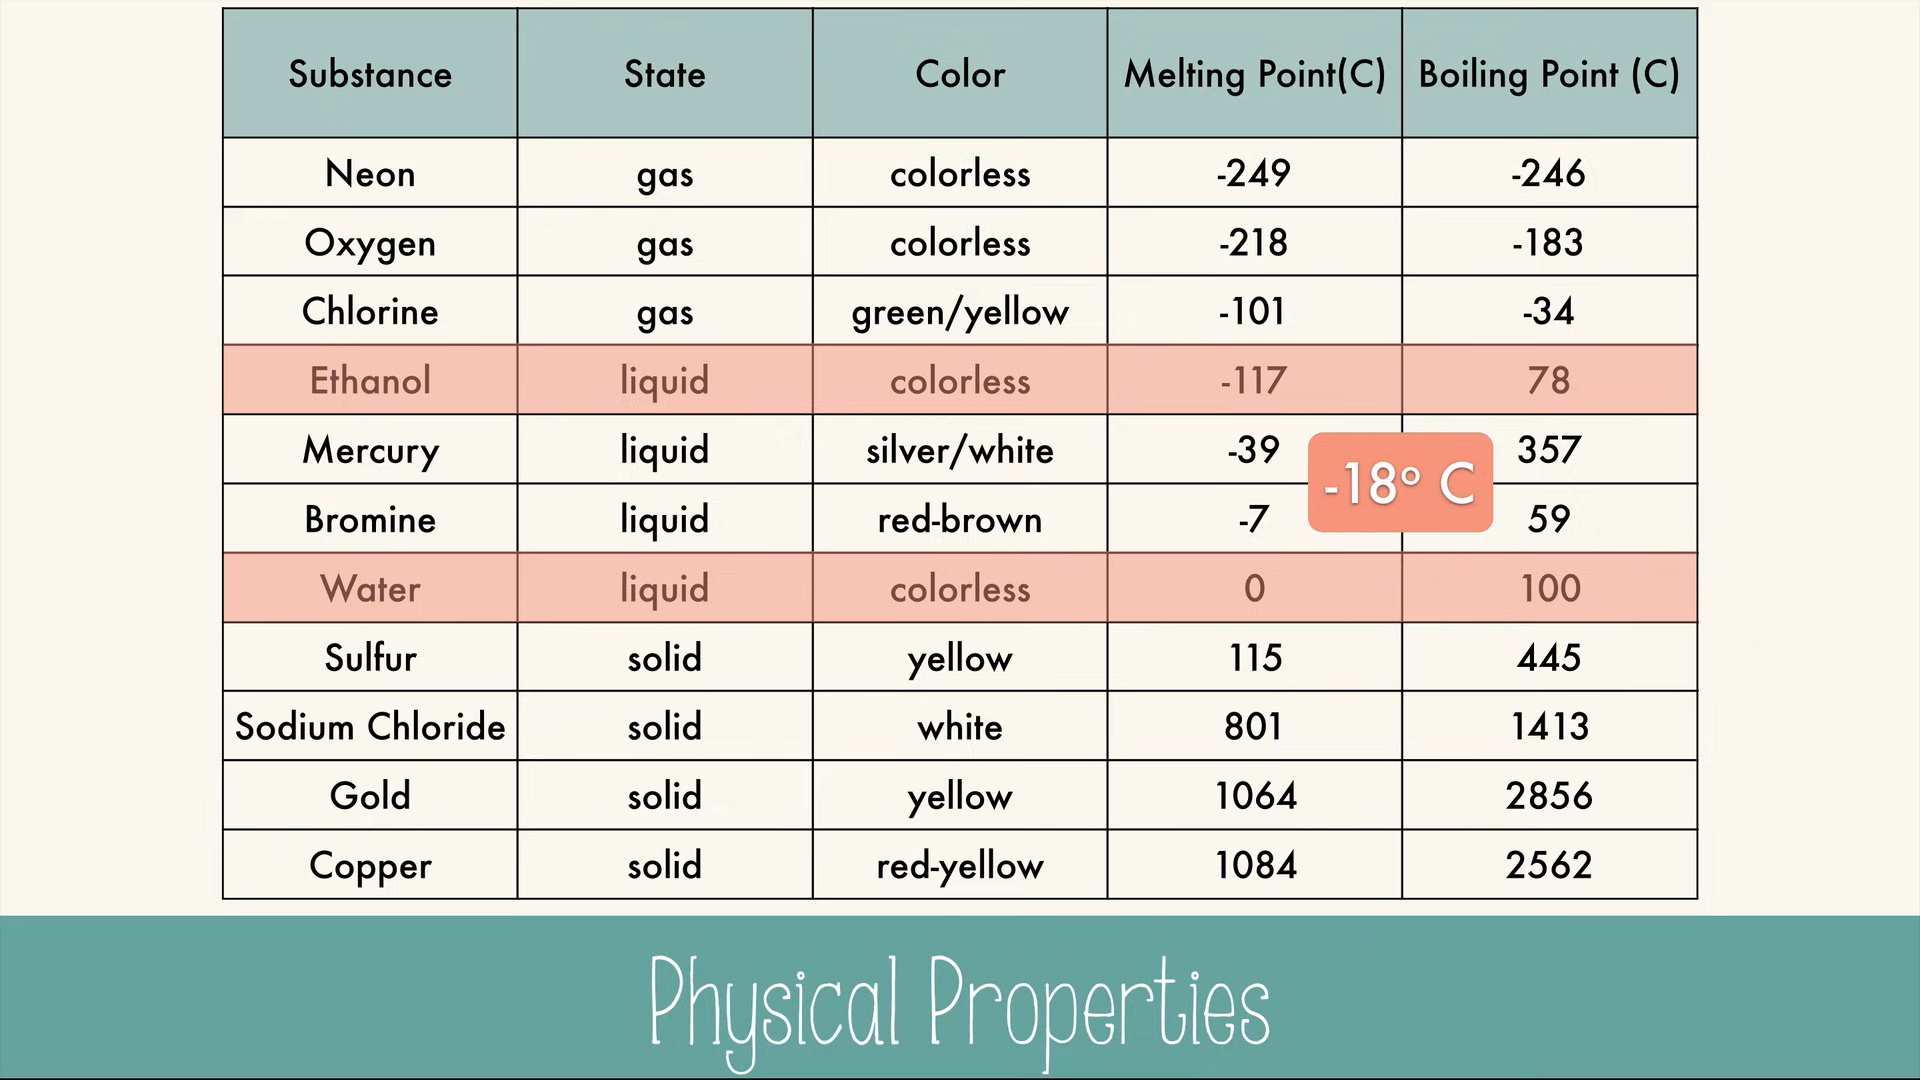 Substance State Color Melting Point(C) Boiling Point (C)
Neon gas colorless -249 -246
Oxygen gas colorless -218 -183
Chlorine gas green/yellow -101 -34
Ethanol liquid colorless -117 78
Mercury liquid silver/white -39 357
-18° C
Bromine liquid red-brown -7 59
Water liquid colorless 0 100
Sulfur solid yellow 115 445
Sodium Chloride solid white 801 1413
Gold solid yellow 1064 2856
Copper solid red-yellow 1084 2562
Physical Properties